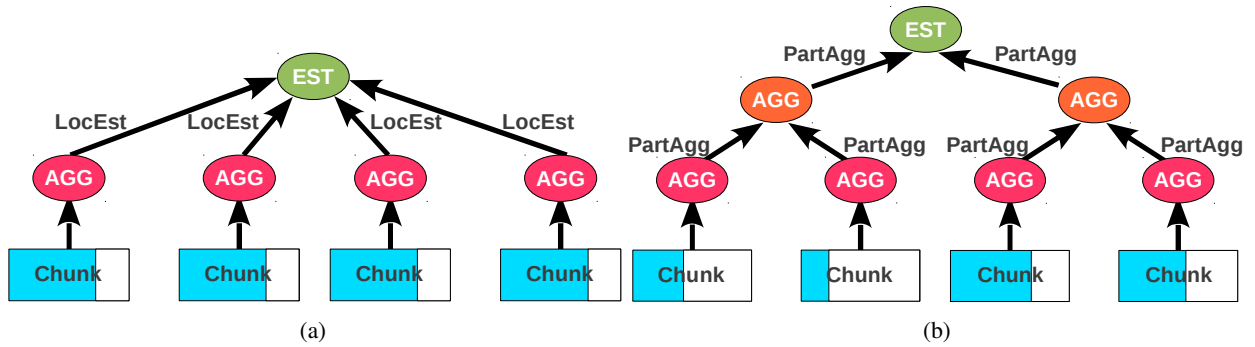 EST
LocEst LocEst LocEst LocEst
AGG AGG AGG AGG
Chunk Chunk Chunk Chunk
(a)
EST
PartAgg PartAgg
AGG AGG
PartAgg PartAgg PartAgg PartAgg
AGG AGG AGG AGG
Chunk Chunk Chunk Chunk
(b)